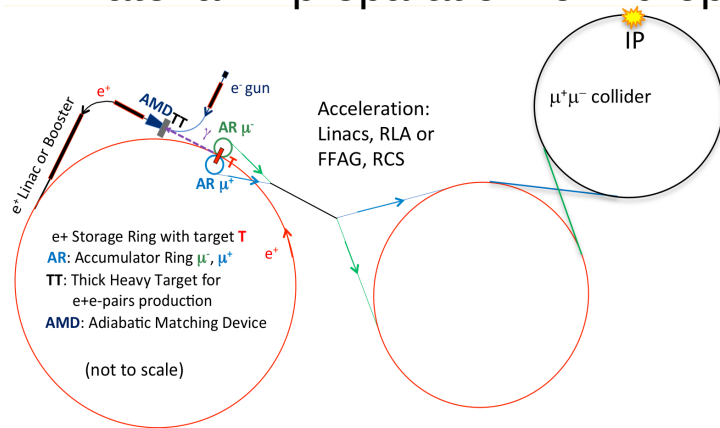 IP
e⁺
AMD
TT
e⁻ gun
γ
AR μ⁻
T
AR μ⁺
e⁺ Linac or Booster
Acceleration:
Linacs, RLA or
FFAG, RCS
μ⁺μ⁻ collider
e+ Storage Ring with target T
AR: Accumulator Ring μ⁻, μ⁺
e⁺
TT: Thick Heavy Target for
e+e-pairs production
AMD: Adiabatic Matching Device
(not to scale)